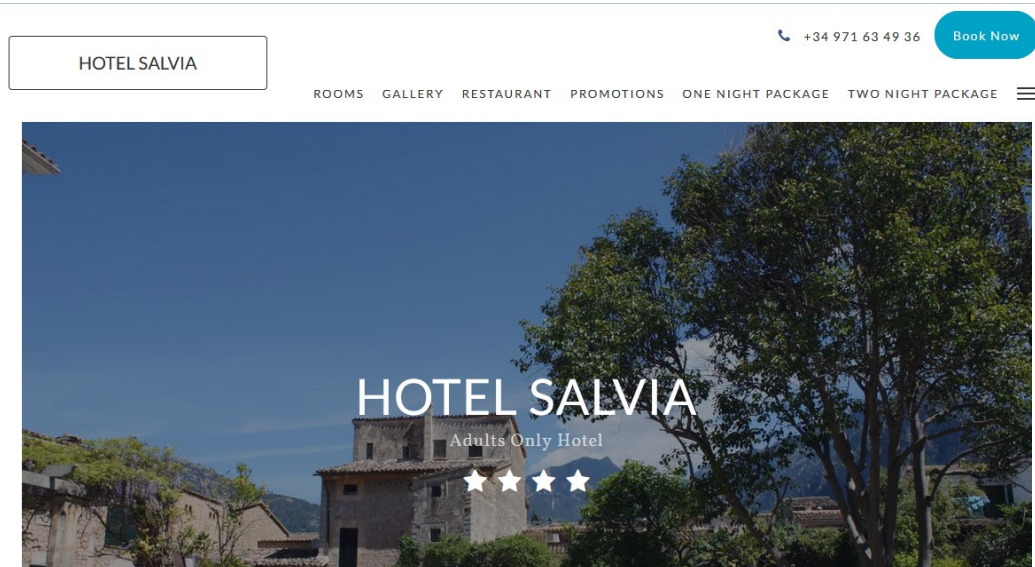 +34 971 63 49 36
Book Now
HOTEL SALVIA
ROOMS GALLERY RESTAURANT PROMOTIONS ONE NIGHT PACKAGE TWO NIGHT PACKAGE
HOTEL SALVIA
Adults Only Hotel